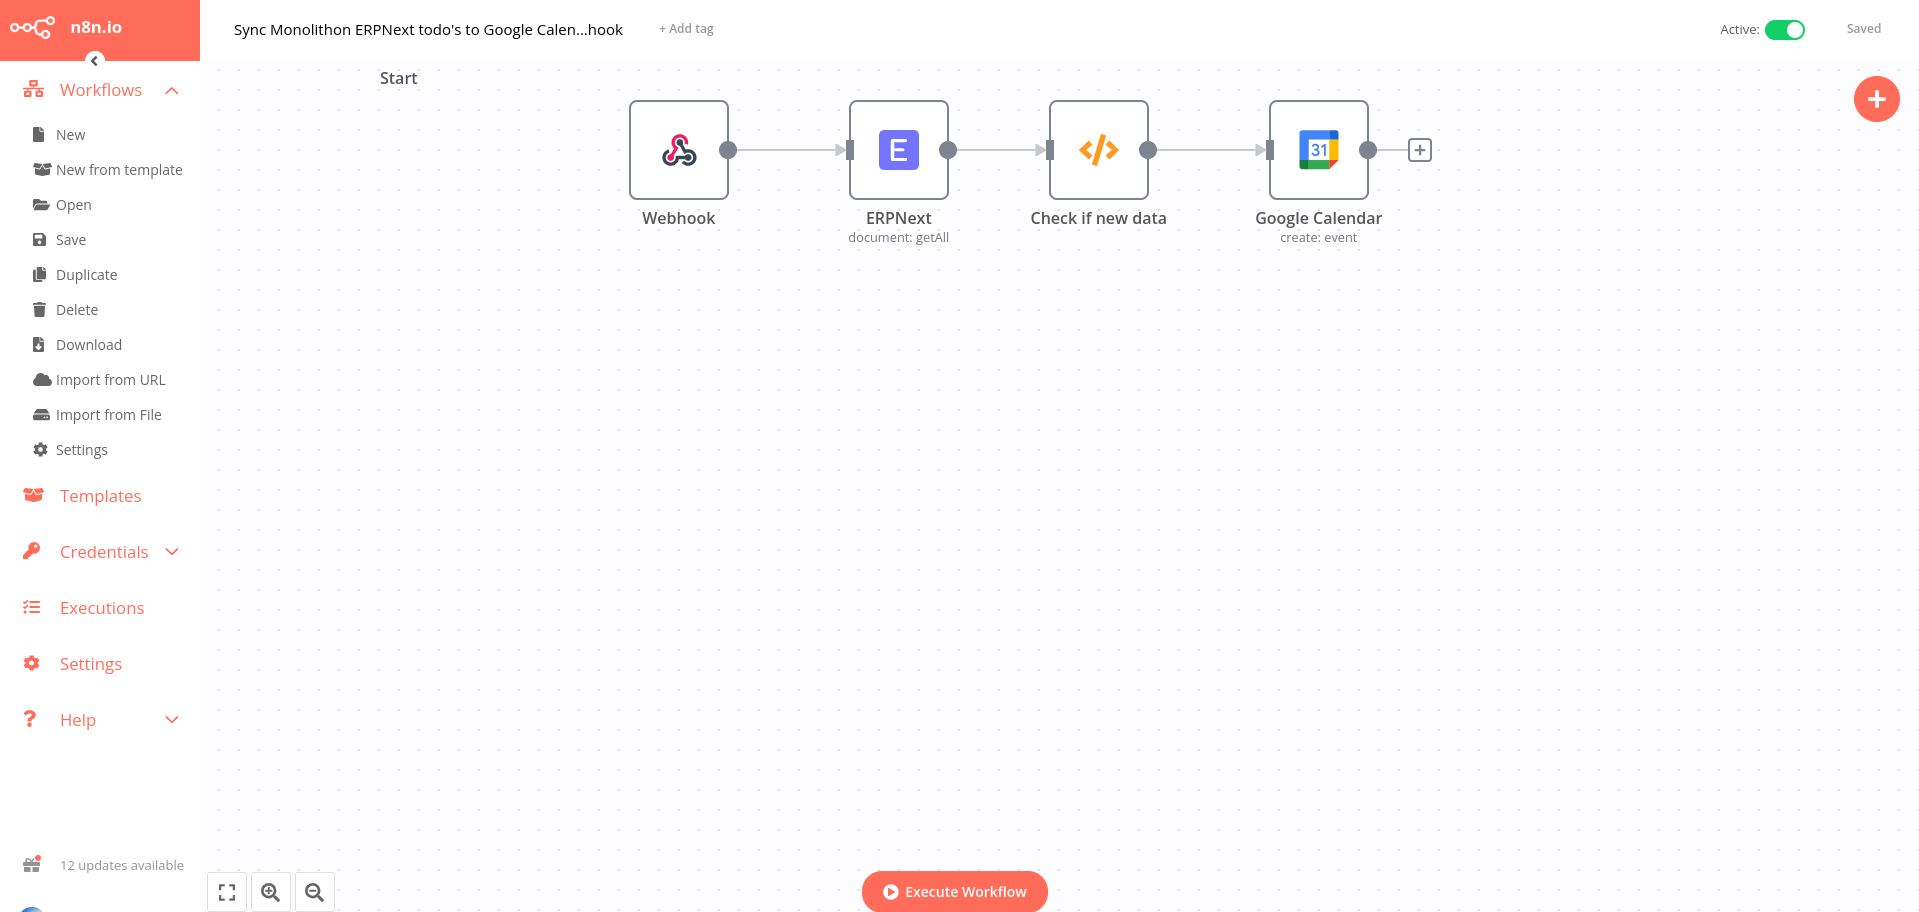 n8n.io
Sync Monolithon ERPNext todo's to Google Calen...hook
+ Add tag
Active:
Saved
Workflows
New
New from template
Open
Save
Duplicate
Delete
Download
Import from URL
Import from File
Settings
Templates
Credentials
Executions
Settings
Help
12 updates available
Start
Webhook
E
ERPNext
document: getAll
Check if new data
31
Google Calendar
create: event
Execute Workflow